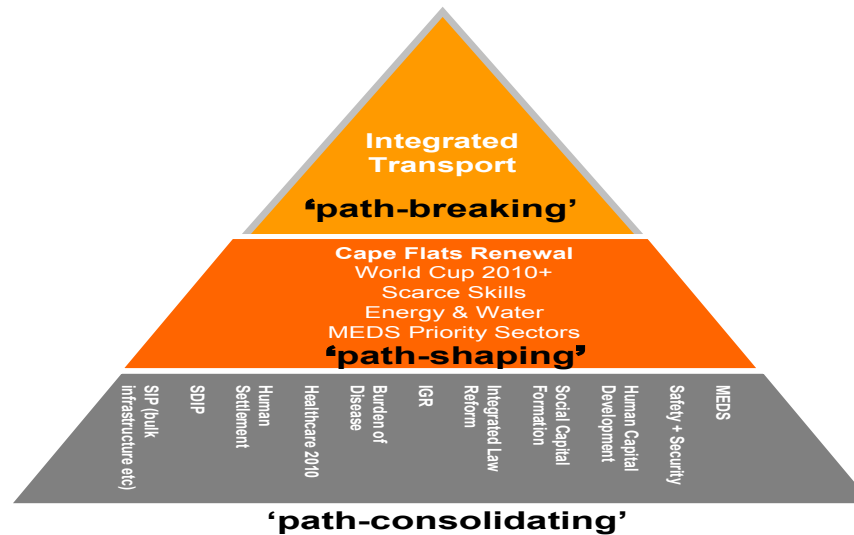 Integrated
Transport
‘path-breaking’
Cape Flats Renewal
World Cup 2010+
Scarce Skills
Energy & Water
MEDS Priority Sectors
‘path-shaping’
SIP (bulk
infrastructure etc)
SDIP
Human
Settlement
Healthcare 2010
Burden of
Disease
IGR
Integrated Law
Reform
Social Capital
Formation
Human Capital
Development
Safety + Security
MEDS
‘path-consolidating’